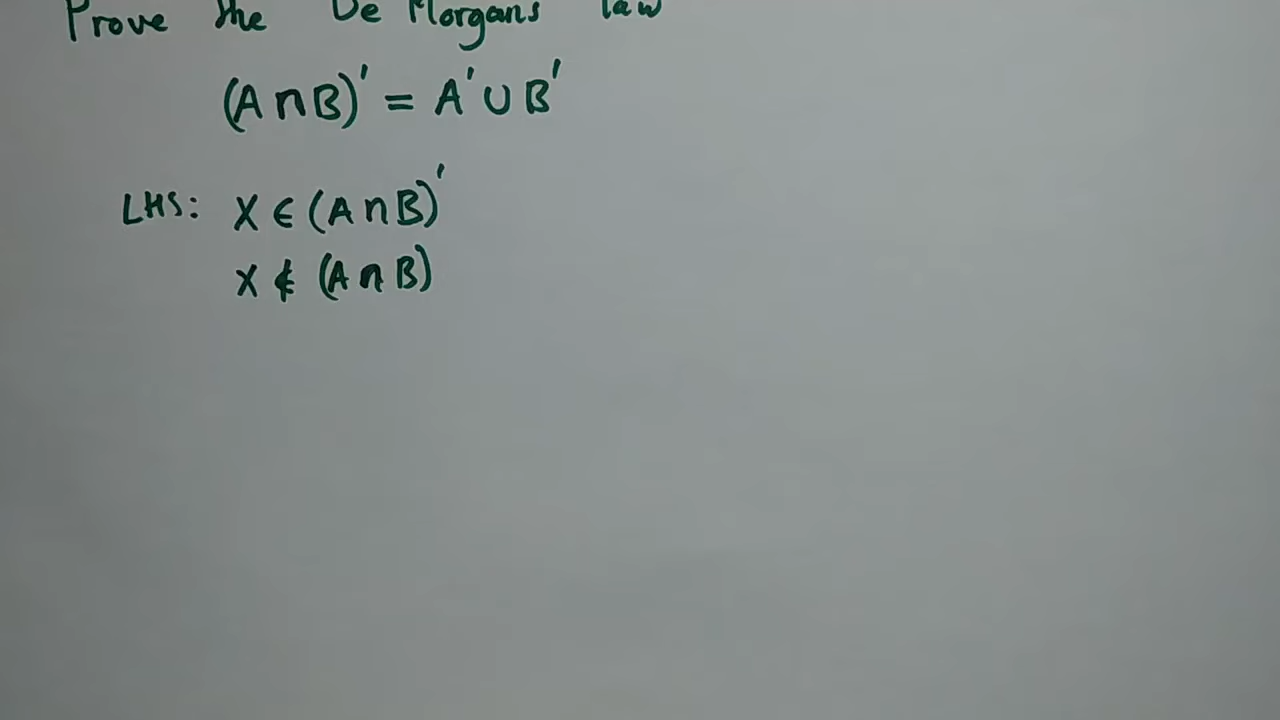 Prove the De Morgans law
(A∩B)' = A' ∪ B'
LHS: X ∈ (A∩B)'
X ∉ (A∩B)